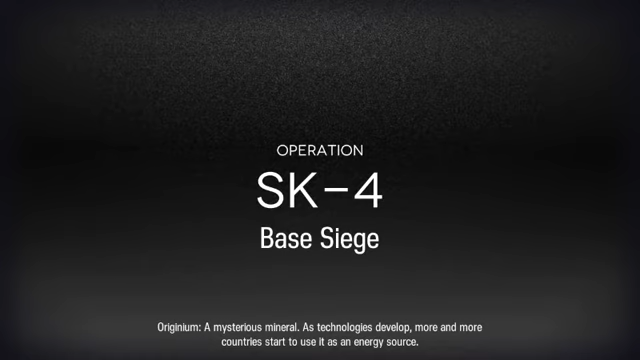 OPERATION
SK-4
Base Siege
Originium: A mysterious mineral. As technologies develop, more and more
countries start to use it as an energy source.